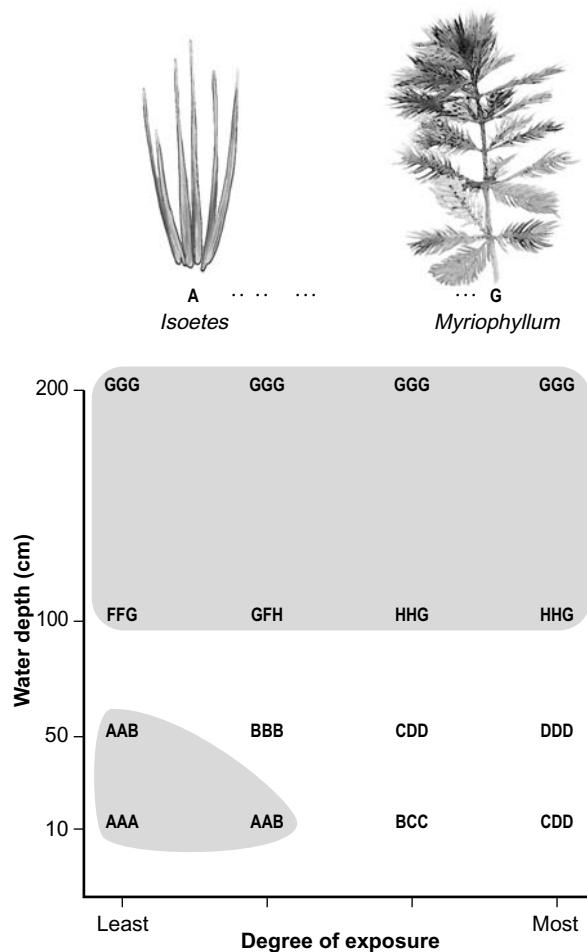 A ·· ·· ··· ··· G
Isoetes Myriophyllum
200 GGG GGG GGG GGG
100 FFG GFH HHG HHG
50 AAB BBB CDD DDD
10 AAA AAB BCC CDD
Water depth (cm)
Least Most
Degree of exposure